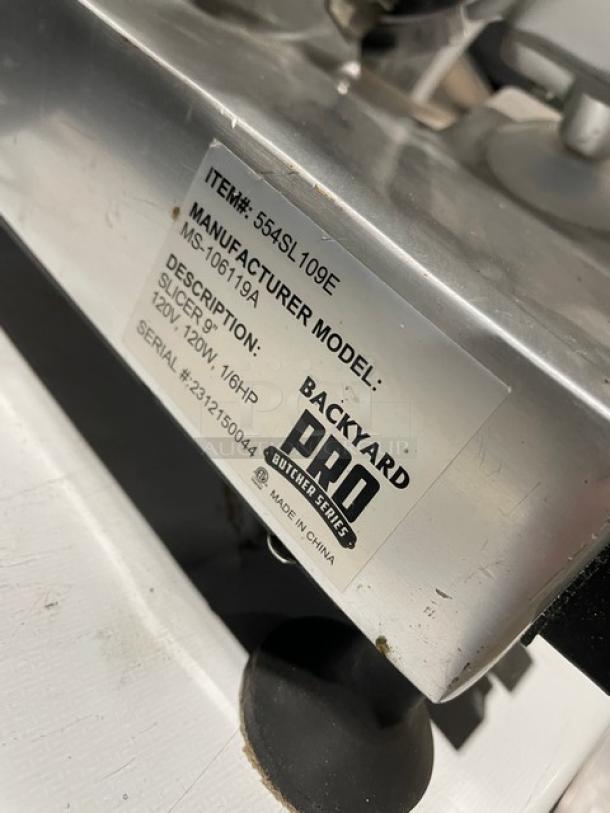 ITEM#: 554SL109E
MANUFACTURER MODEL:
MS-106119A
DESCRIPTION:
SLICER 9"
120V, 120W, 1/6HP
SERIAL #:2312150044
BACKYARD
PRO
BUTCHER SERIES
MADE IN CHINA